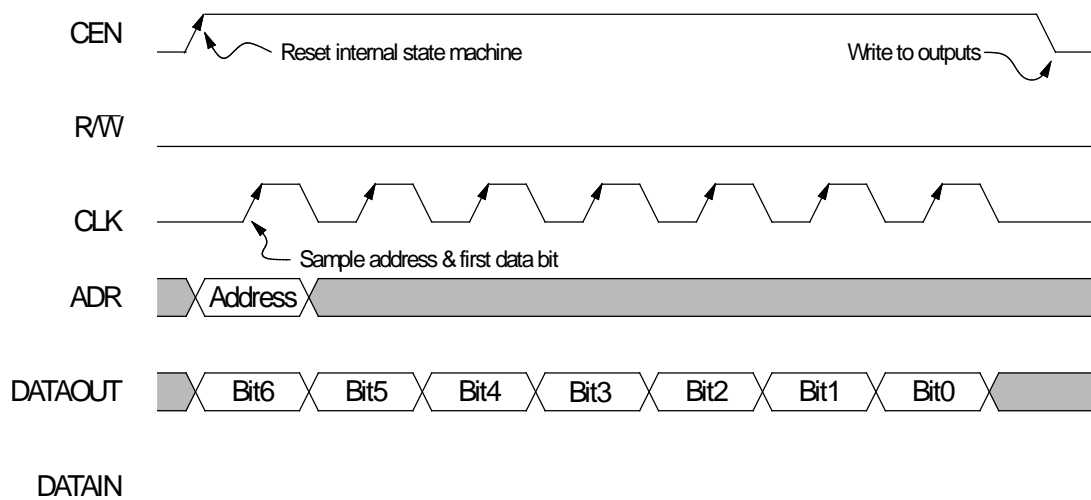 CEN
Reset internal state machine
Write to outputs
R/W̅
CLK
Sample address & first data bit
ADR
Address
DATAOUT
Bit6 Bit5 Bit4 Bit3 Bit2 Bit1 Bit0
DATAIN